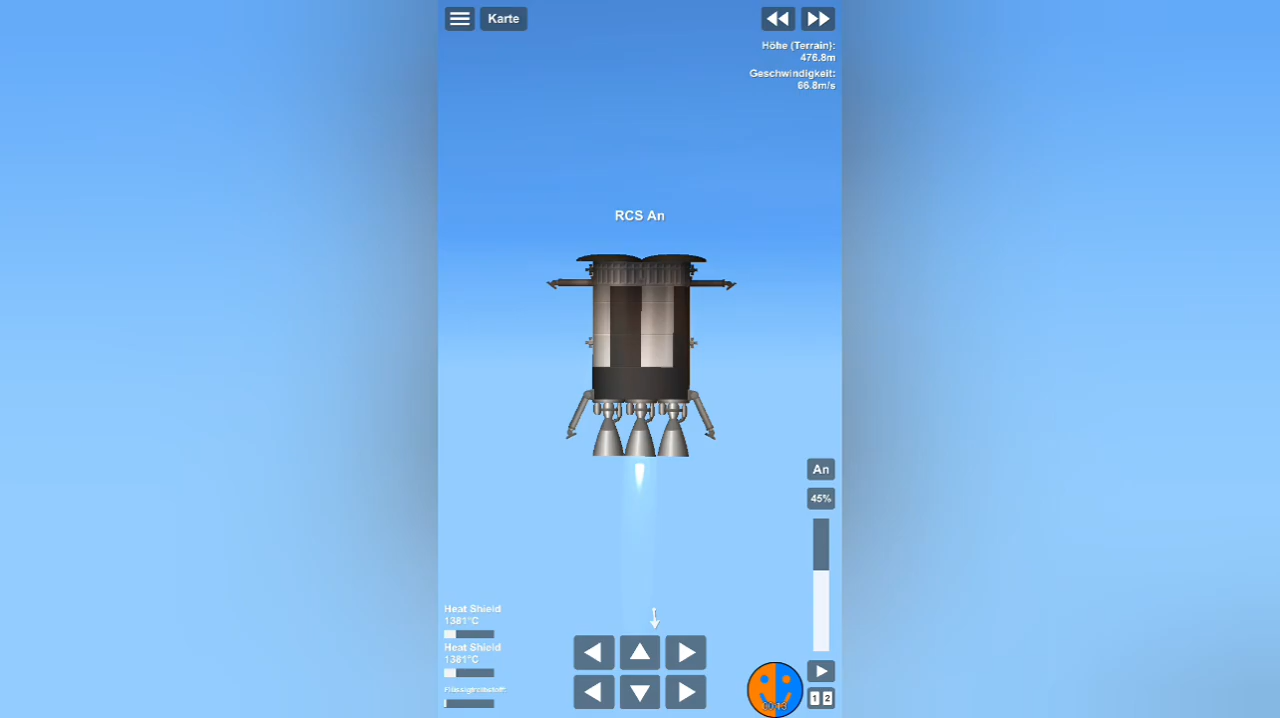 Karte
Höhe (Terrain):
476.8m
Geschwindigkeit:
66.8m/s
RCS An
An
45%
Heat Shield
1381°C
Heat Shield
1381°C
Flüssigtreibstoff:
1 2